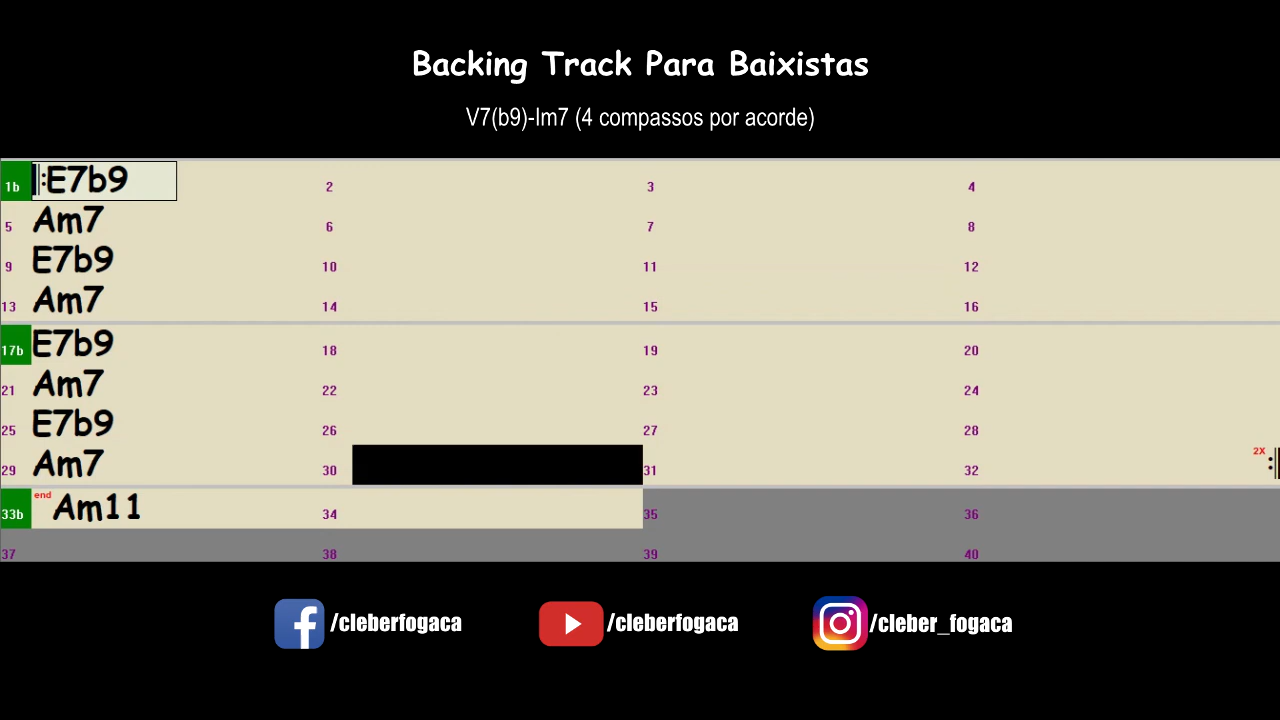 Backing Track Para Baixistas
V7(b9)-Im7 (4 compassos por acorde)
1b E7b9 2 3 4
5 Am7 6 7 8
9 E7b9 10 11 12
13 Am7 14 15 16
17b E7b9 18 19 20
21 Am7 22 23 24
25 E7b9 26 27 28
29 Am7 30 31 32 2X
33b end Am11 34 35 36
37 38 39 40
/cleberfogaca /cleberfogaca /cleber_fogaca